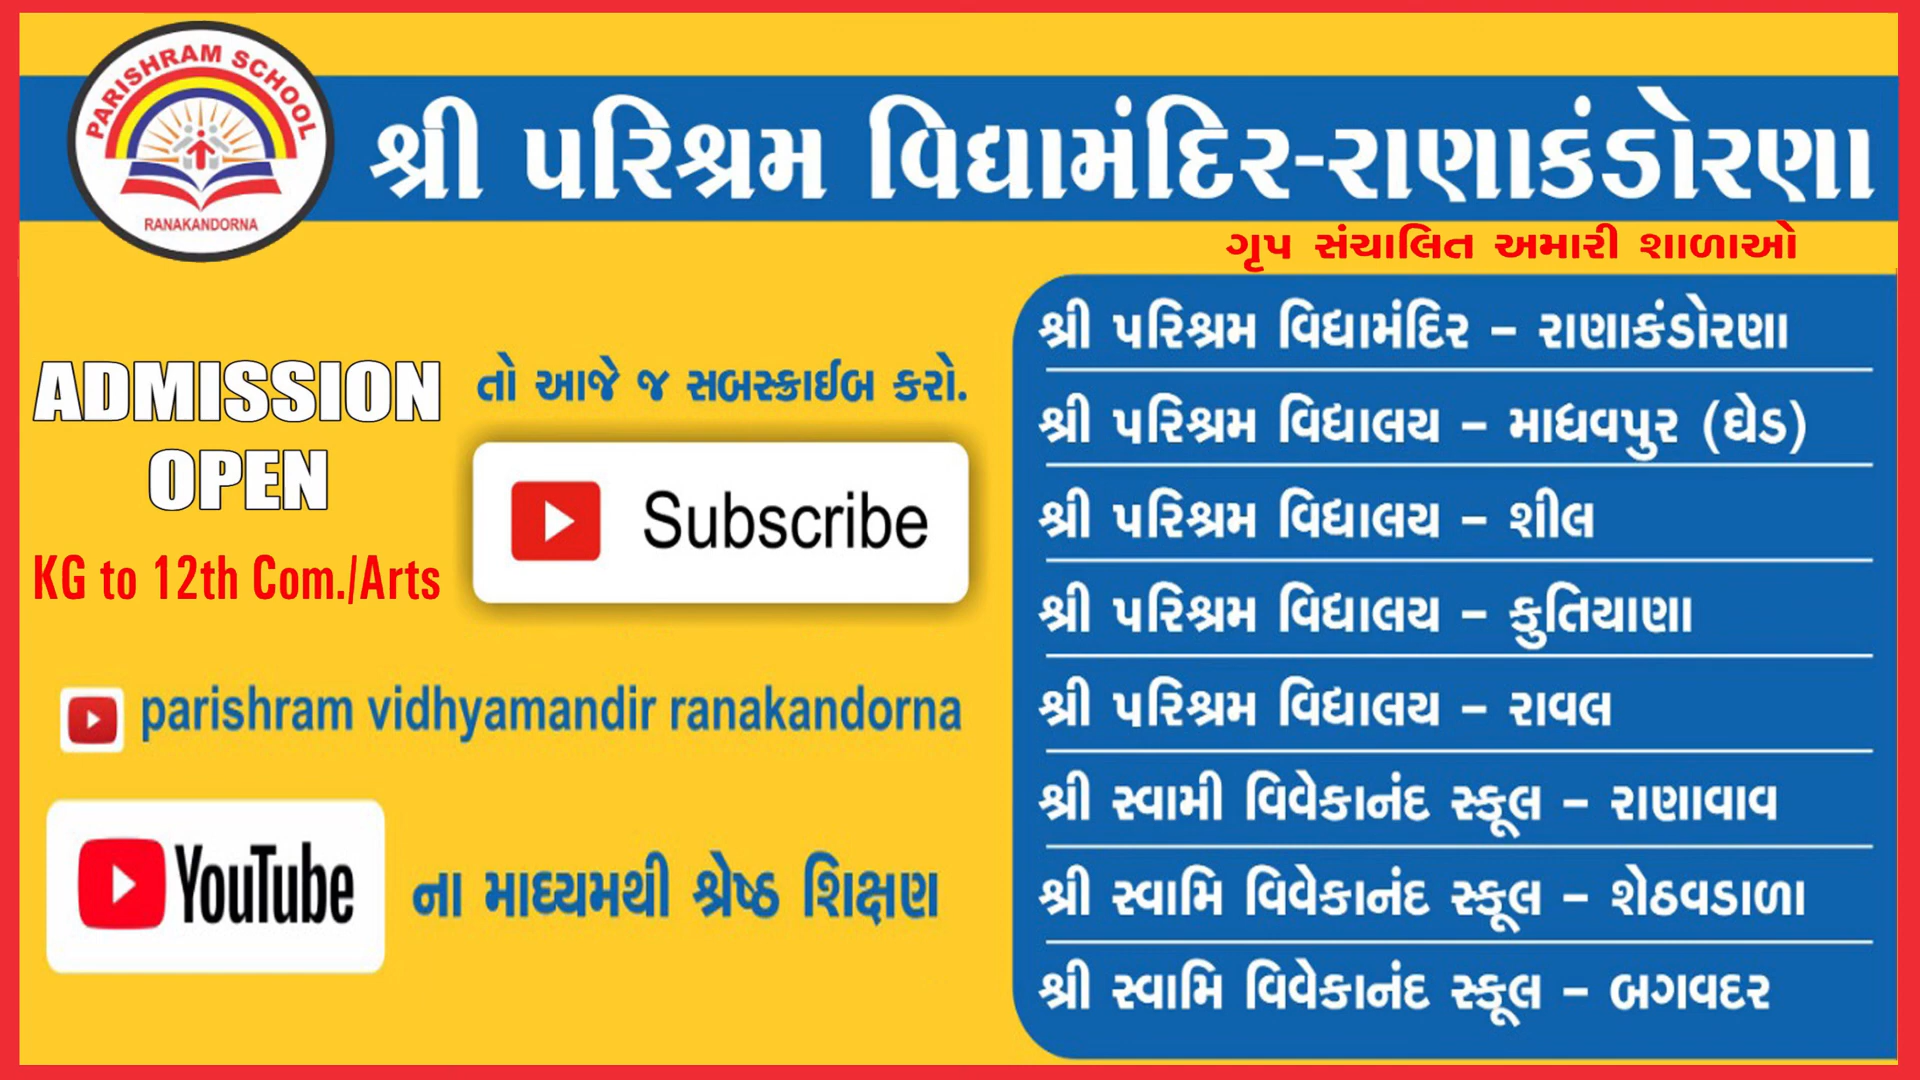 PARISHRAM SCHOOL
RANAKANDORNA
શ્રી પરિશ્રમ વિદ્યામંદિર-રાણાકંડોરણા
ગૃપ સંચાલિત અમારી શાળાઓ
ADMISSION
OPEN
KG to 12th Com./Arts
તો આજે જ સબસ્ક્રાઈબ કરો.
Subscribe
parishram vidhyamandir ranakandorna
YouTube ના માધ્યમથી શ્રેષ્ઠ શિક્ષણ
શ્રી પરિશ્રમ વિદ્યામંદિર – રાણાકંડોરણા
શ્રી પરિશ્રમ વિદ્યાલય – માધવપુર (ઘેડ)
શ્રી પરિશ્રમ વિદ્યાલય – શીલ
શ્રી પરિશ્રમ વિદ્યાલય – કુતિયાણા
શ્રી પરિશ્રમ વિદ્યાલય – રાવલ
શ્રી સ્વામી વિવેકાનંદ સ્કૂલ – રાણાવાવ
શ્રી સ્વામિ વિવેકાનંદ સ્કૂલ – શેઠવડાળા
શ્રી સ્વામિ વિવેકાનંદ સ્કૂલ – બગવદર